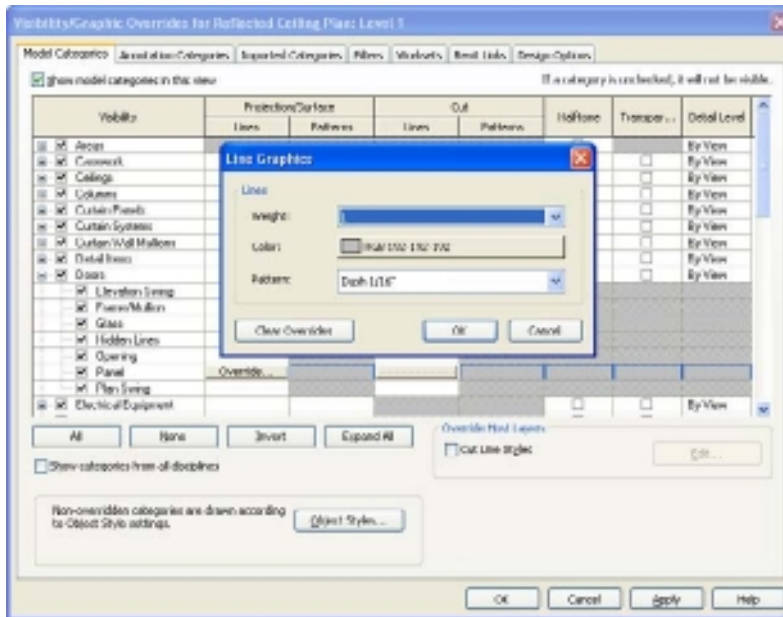 Visibility/Graphic Overrides for Reflected Ceiling Plan: Level 1
Model Categories Annotation Categories Imported Categories Filters Worksets Revit Links Design Options
Show model categories in this view
If a category is unchecked, it will not be visible.
Visibility
Projection/Surface
Cut
Halftone
Transpar...
Detail Level
Lines
Patterns
Lines
Patterns
Areas By View
Casework By View
Ceilings By View
Columns By View
Curtain Panels By View
Curtain Systems By View
Curtain Wall Mullions By View
Detail Items By View
Doors By View
Elevation Swing
Frame/Mullion
Glass
Hidden Lines
Opening
Panel Override...
Plan Swing
Electrical Equipment By View
Line Graphics
Lines
Weight:
Color: RGB 192-192-192
Pattern: Dash 1/16"
Clear Overrides OK Cancel
All None Invert Expand All
Override Host Layers
Cut Line Styles Edit...
Show categories from all disciplines
Non-overridden categories are drawn according
to Object Style settings.
Object Styles...
OK Cancel Apply Help